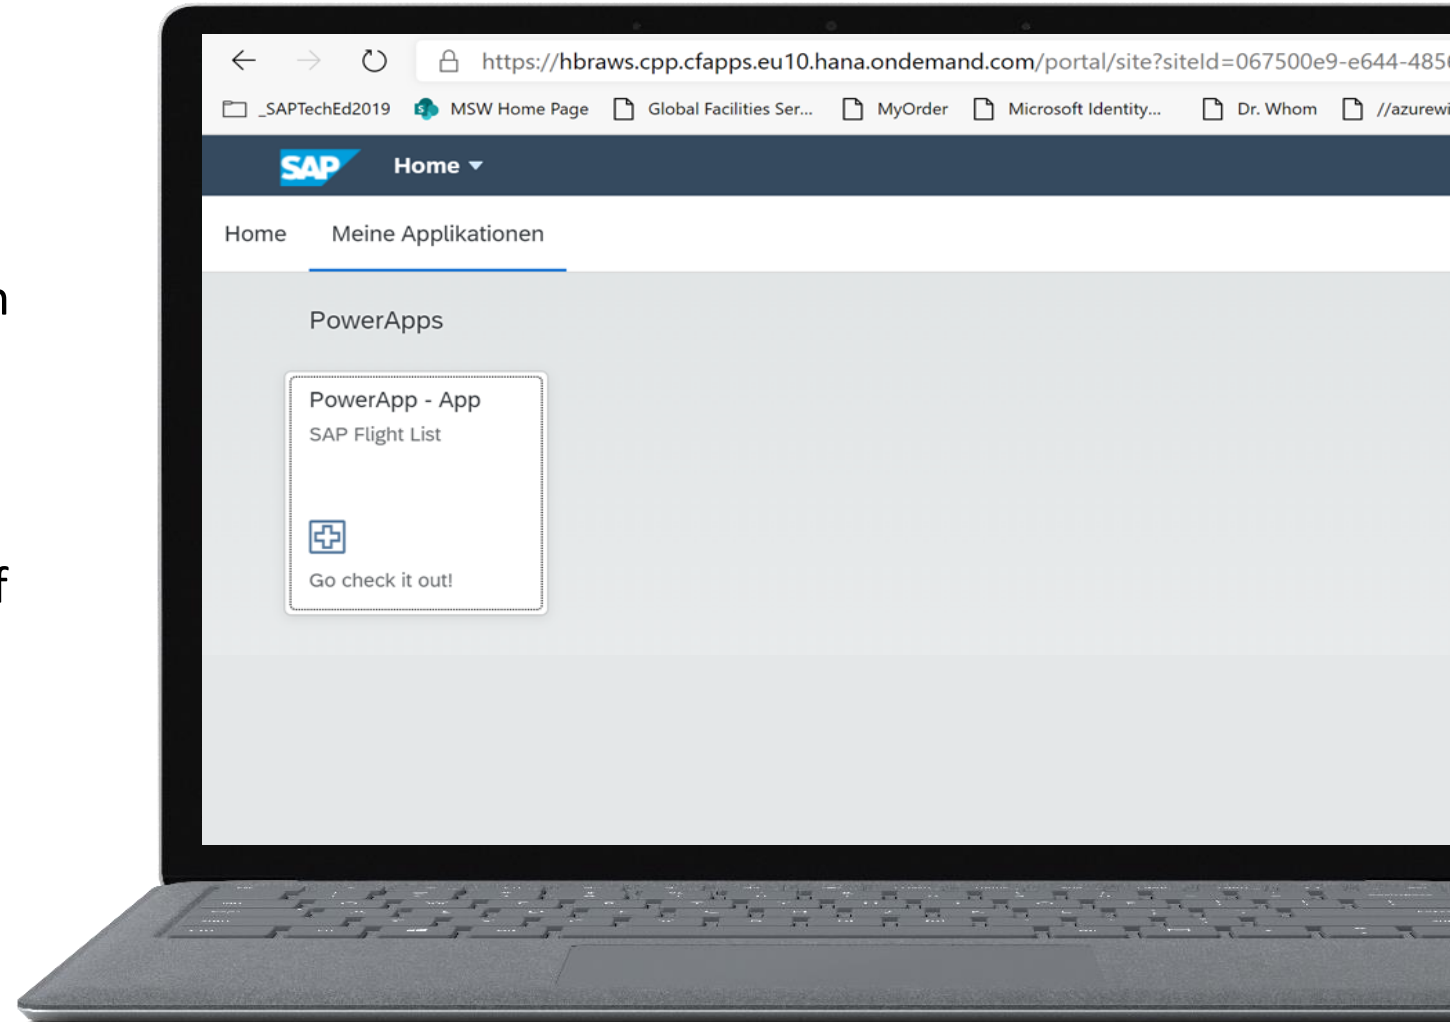 n
f
https://hbraws.cpp.cfapps.eu10.hana.ondemand.com/portal/site?siteId=067500e9-e644-4856
_SAPTechEd2019 MSW Home Page Global Facilities Ser... MyOrder Microsoft Identity... Dr. Whom //azurewi
SAP Home
Home Meine Applikationen
PowerApps
PowerApp - App
SAP Flight List
Go check it out!